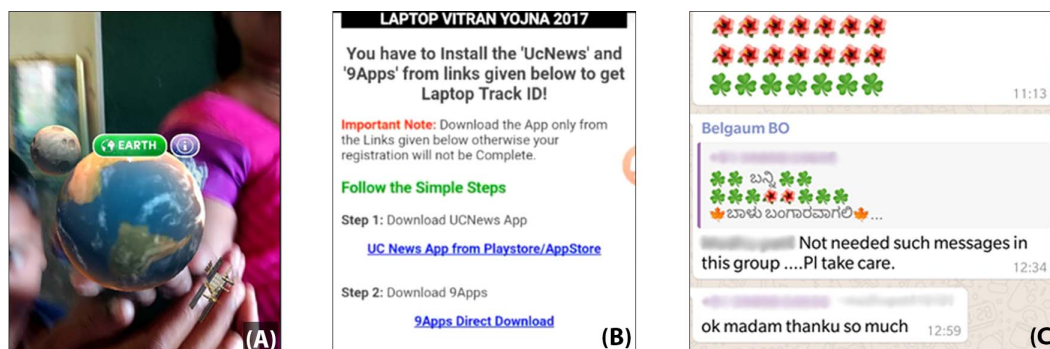 EARTH
i
(A)
LAPTOP VITRAN YOJNA 2017
You have to Install the 'UcNews' and
'9Apps' from links given below to get
Laptop Track ID!
Important Note: Download the App only from
the Links given below otherwise your
registration will not be Complete.
Follow the Simple Steps
Step 1: Download UCNews App
UC News App from Playstore/AppStore
Step 2: Download 9Apps
9Apps Direct Download
(B)
11:13
Belgaum BO
ಬನ್ನಿ
ಬಾಳು ಬಂಗಾರವಾಗಲಿ...
Not needed such messages in
this group ....Pl take care.
12:34
ok madam thanku so much 12:59
(C